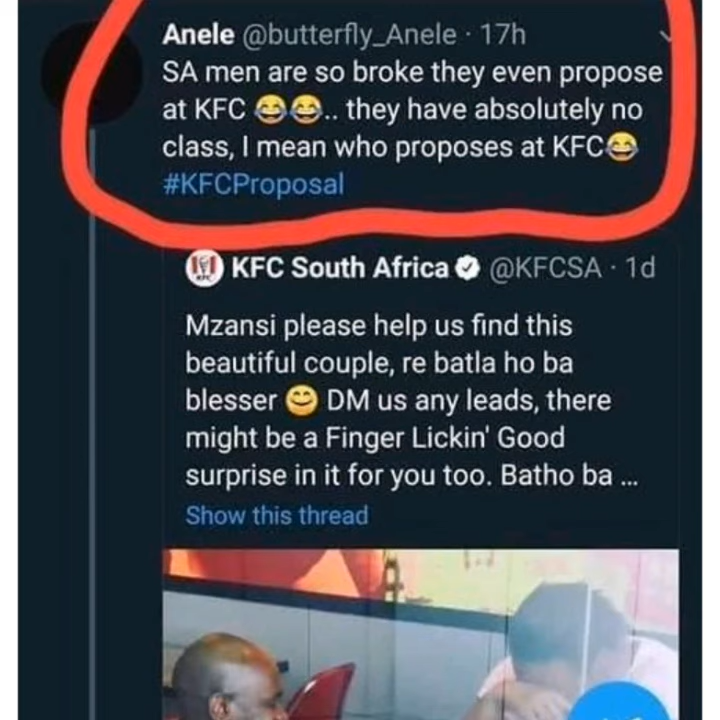 Anele @butterfly_Anele · 17h
SA men are so broke they even propose
at KFC 😂😂.. they have absolutely no
class, I mean who proposes at KFC😂
#KFCProposal
KFC South Africa @KFCSA · 1d
Mzansi please help us find this
beautiful couple, re batla ho ba
blesser 😊 DM us any leads, there
might be a Finger Lickin' Good
surprise in it for you too. Batho ba ...
Show this thread